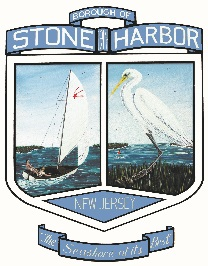 BOROUGH OF
STONE HARBOR
NEW JERSEY
The Seashore at its Best